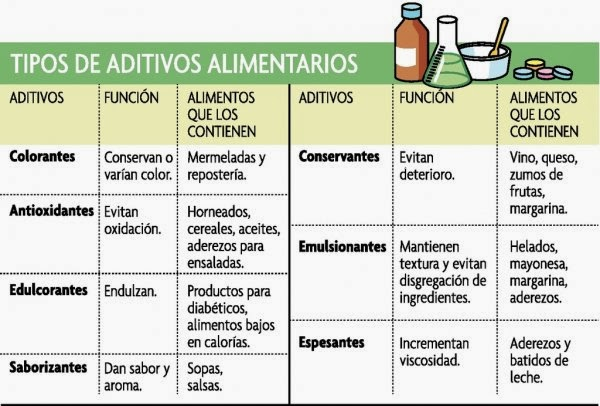 TIPOS DE ADITIVOS ALIMENTARIOS
ADITIVOS
FUNCIÓN
ALIMENTOS
QUE LOS
CONTIENEN
Colorantes
Conservan o
varían color.
Mermeladas y
repostería.
Antioxidantes
Evitan
oxidación.
Horneados,
cereales, aceites,
aderezos para
ensaladas.
Edulcorantes
Endulzan.
Productos para
diabéticos,
alimentos bajos
en calorías.
Saborizantes
Dan sabor y
aroma.
Sopas,
salsas.
ADITIVOS
FUNCIÓN
ALIMENTOS
QUE LOS
CONTIENEN
Conservantes
Evitan
deterioro.
Vino, queso,
zumos de
frutas,
margarina.
Emulsionantes
Mantienen
textura y evitan
disgregación de
ingredientes.
Helados,
mayonesa,
margarina,
aderezos.
Espesantes
Incrementan
viscosidad.
Aderezos y
batidos de
leche.